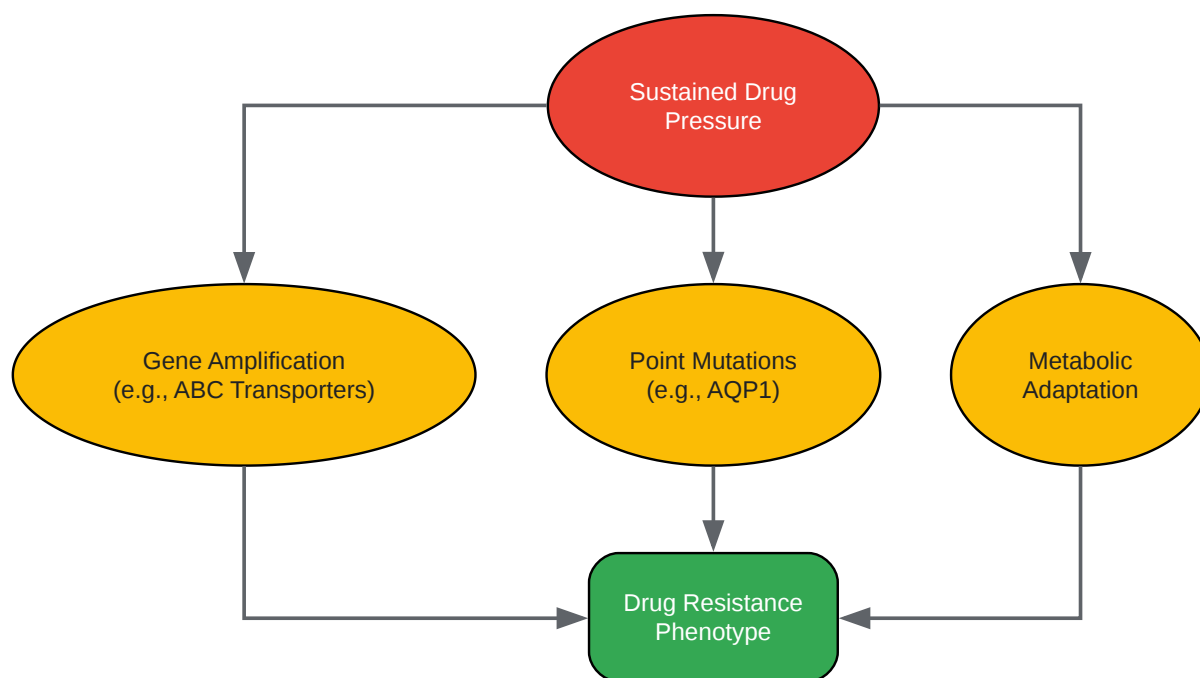 Sustained Drug
Pressure
Gene Amplification
(e.g., ABC Transporters)
Point Mutations
(e.g., AQP1)
Metabolic
Adaptation
Drug Resistance
Phenotype